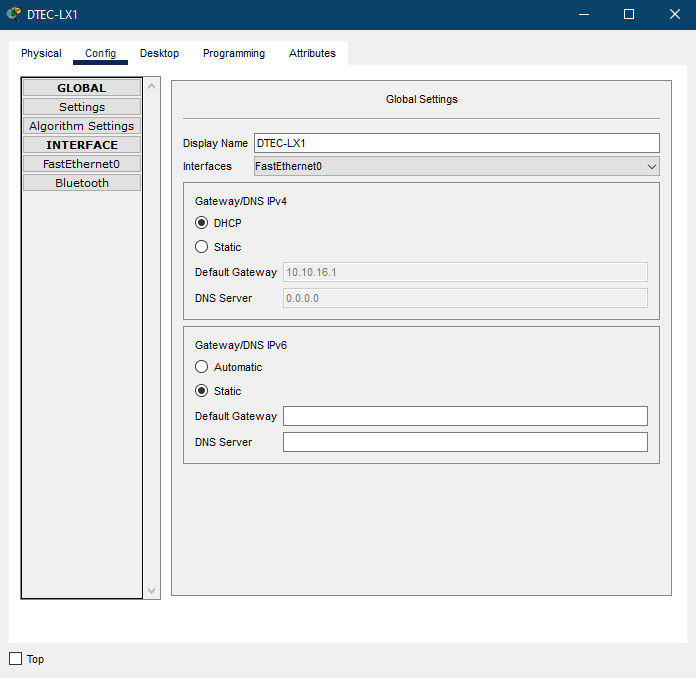 DTEC-LX1
Physical Config Desktop Programming Attributes
GLOBAL
Settings
Algorithm Settings
INTERFACE
FastEthernet0
Bluetooth
Global Settings
Display Name DTEC-LX1
Interfaces FastEthernet0
Gateway/DNS IPv4
DHCP
Static
Default Gateway 10.10.16.1
DNS Server 0.0.0.0
Gateway/DNS IPv6
Automatic
Static
Default Gateway
DNS Server
Top